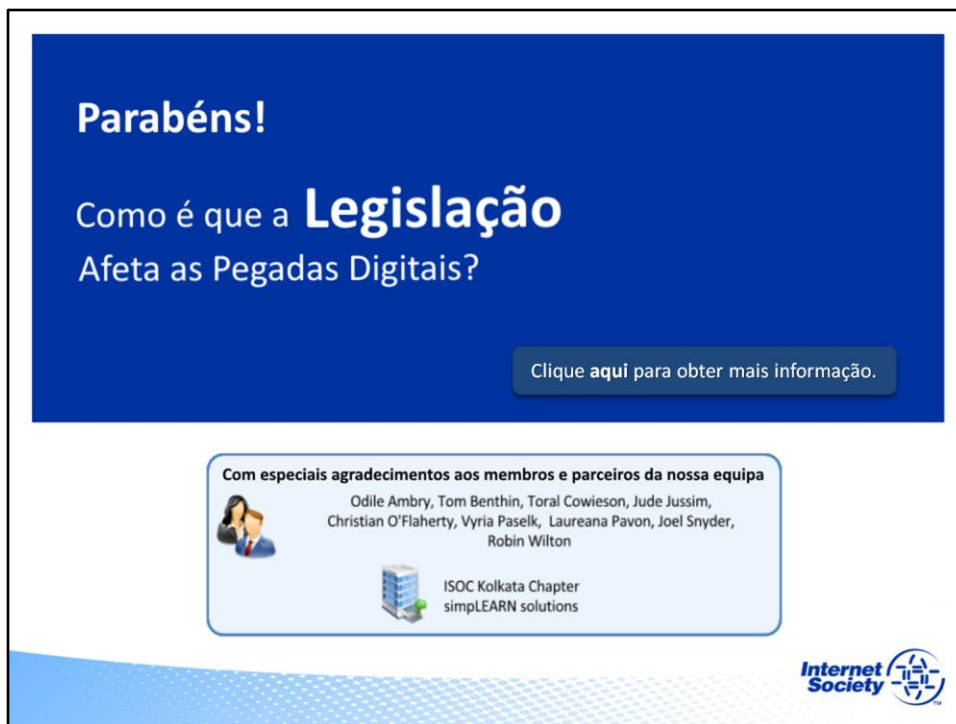 Parabéns!
Como é que a Legislação
Afeta as Pegadas Digitais?
Clique aqui para obter mais informação.
Com especiais agradecimentos aos membros e parceiros da nossa equipa
Odile Ambry, Tom Benthin, Toral Cowieson, Jude Jussim,
Christian O'Flaherty, Vyria Paselk, Laureana Pavon, Joel Snyder,
Robin Wilton
ISOC Kolkata Chapter
simpLEARN solutions
Internet
Society
TM